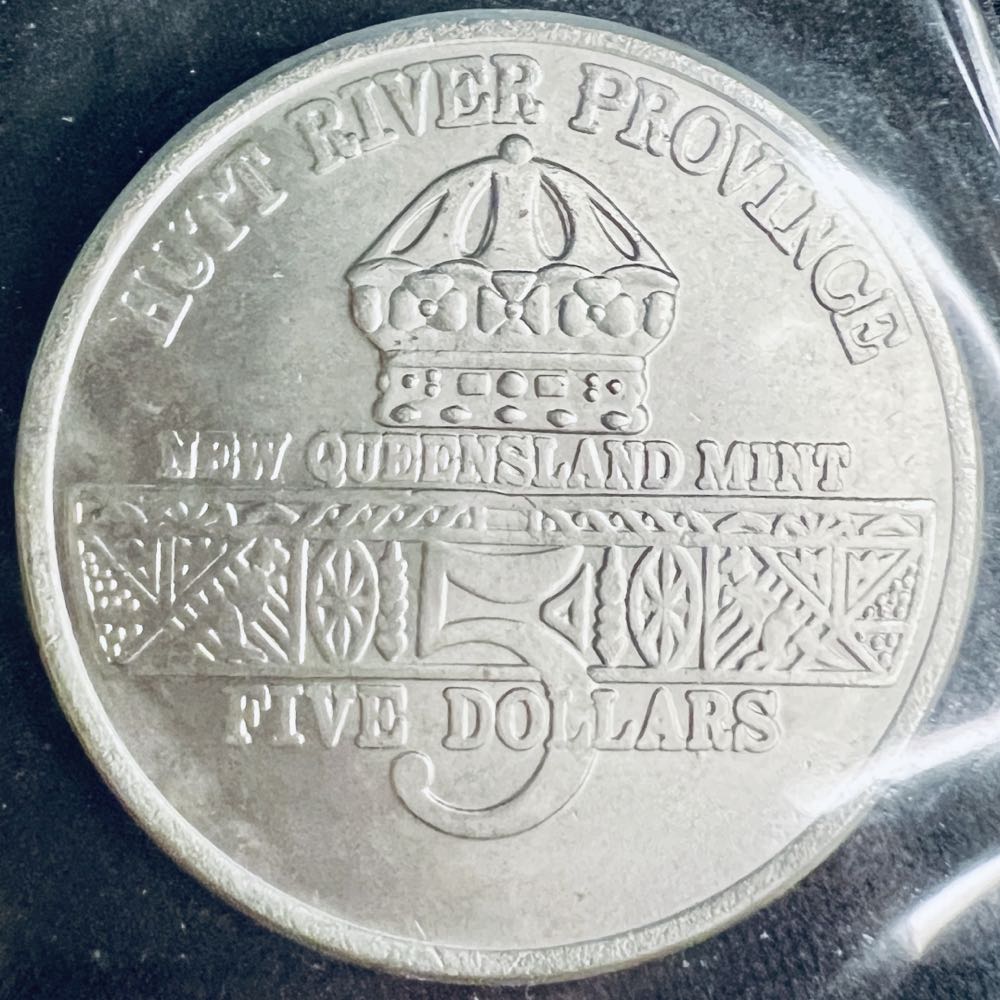 HUTT RIVER PROVINCE
NEW QUEENSLAND MINT
5
FIVE DOLLARS